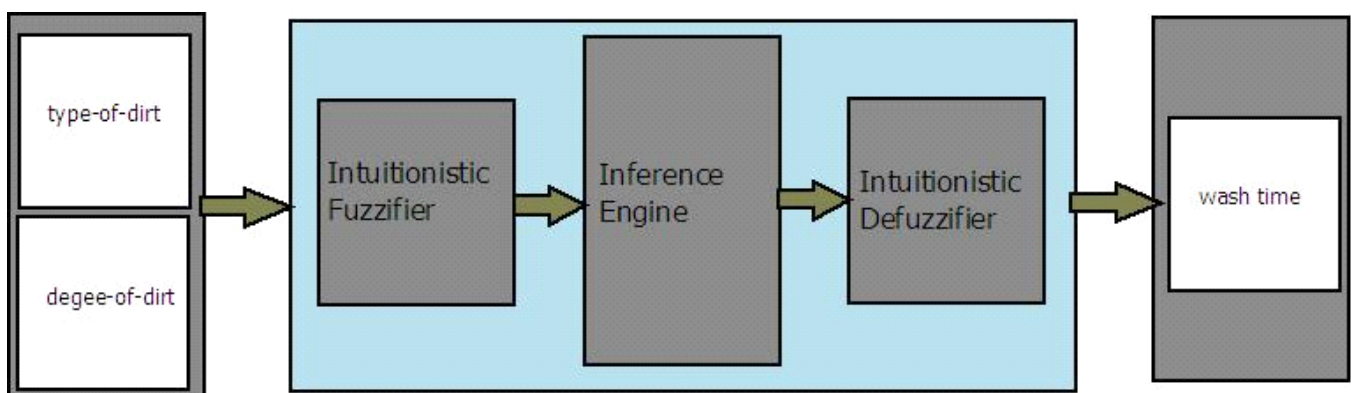 type-of-dirt
degee-of-dirt
Intuitionistic
Fuzzifier
Inference
Engine
Intuitionistic
Defuzzifier
wash time